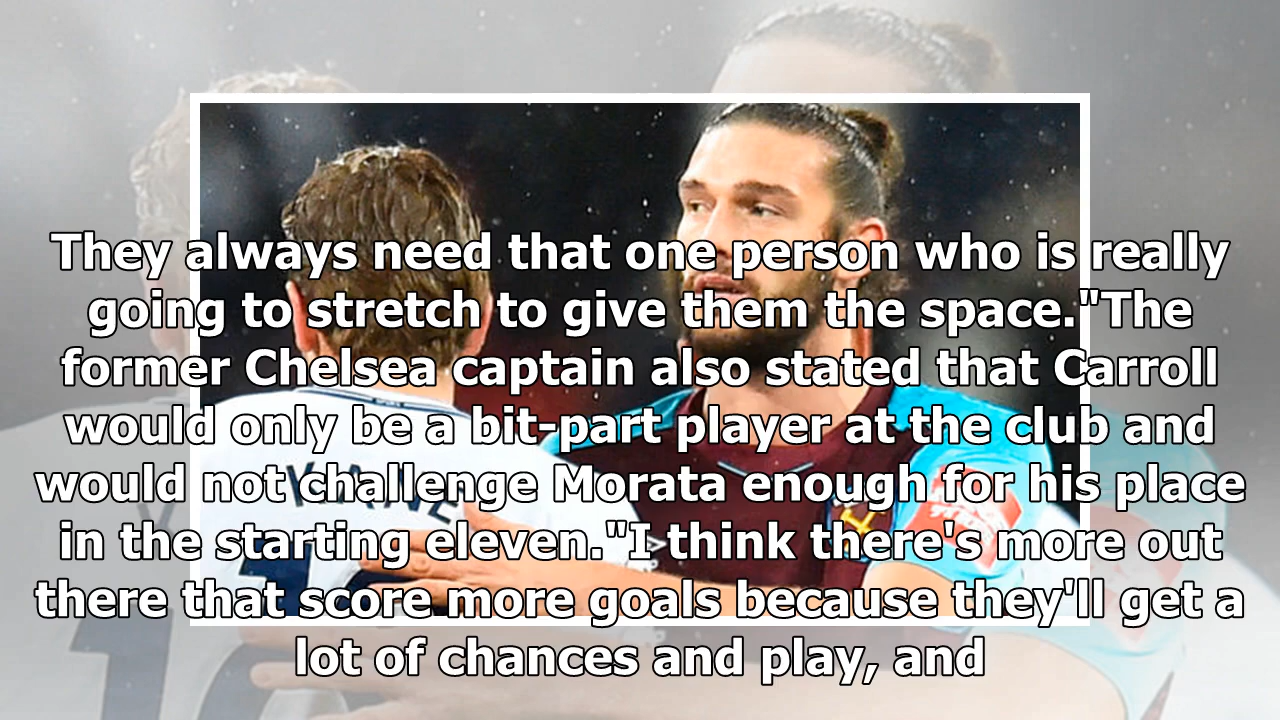 They always need that one person who is really
going to stretch to give them the space."The
former Chelsea captain also stated that Carroll
would only be a bit-part player at the club and
would not challenge Morata enough for his place
in the starting eleven."I think there's more out
there that score more goals because they'll get a
lot of chances and play, and
KANE